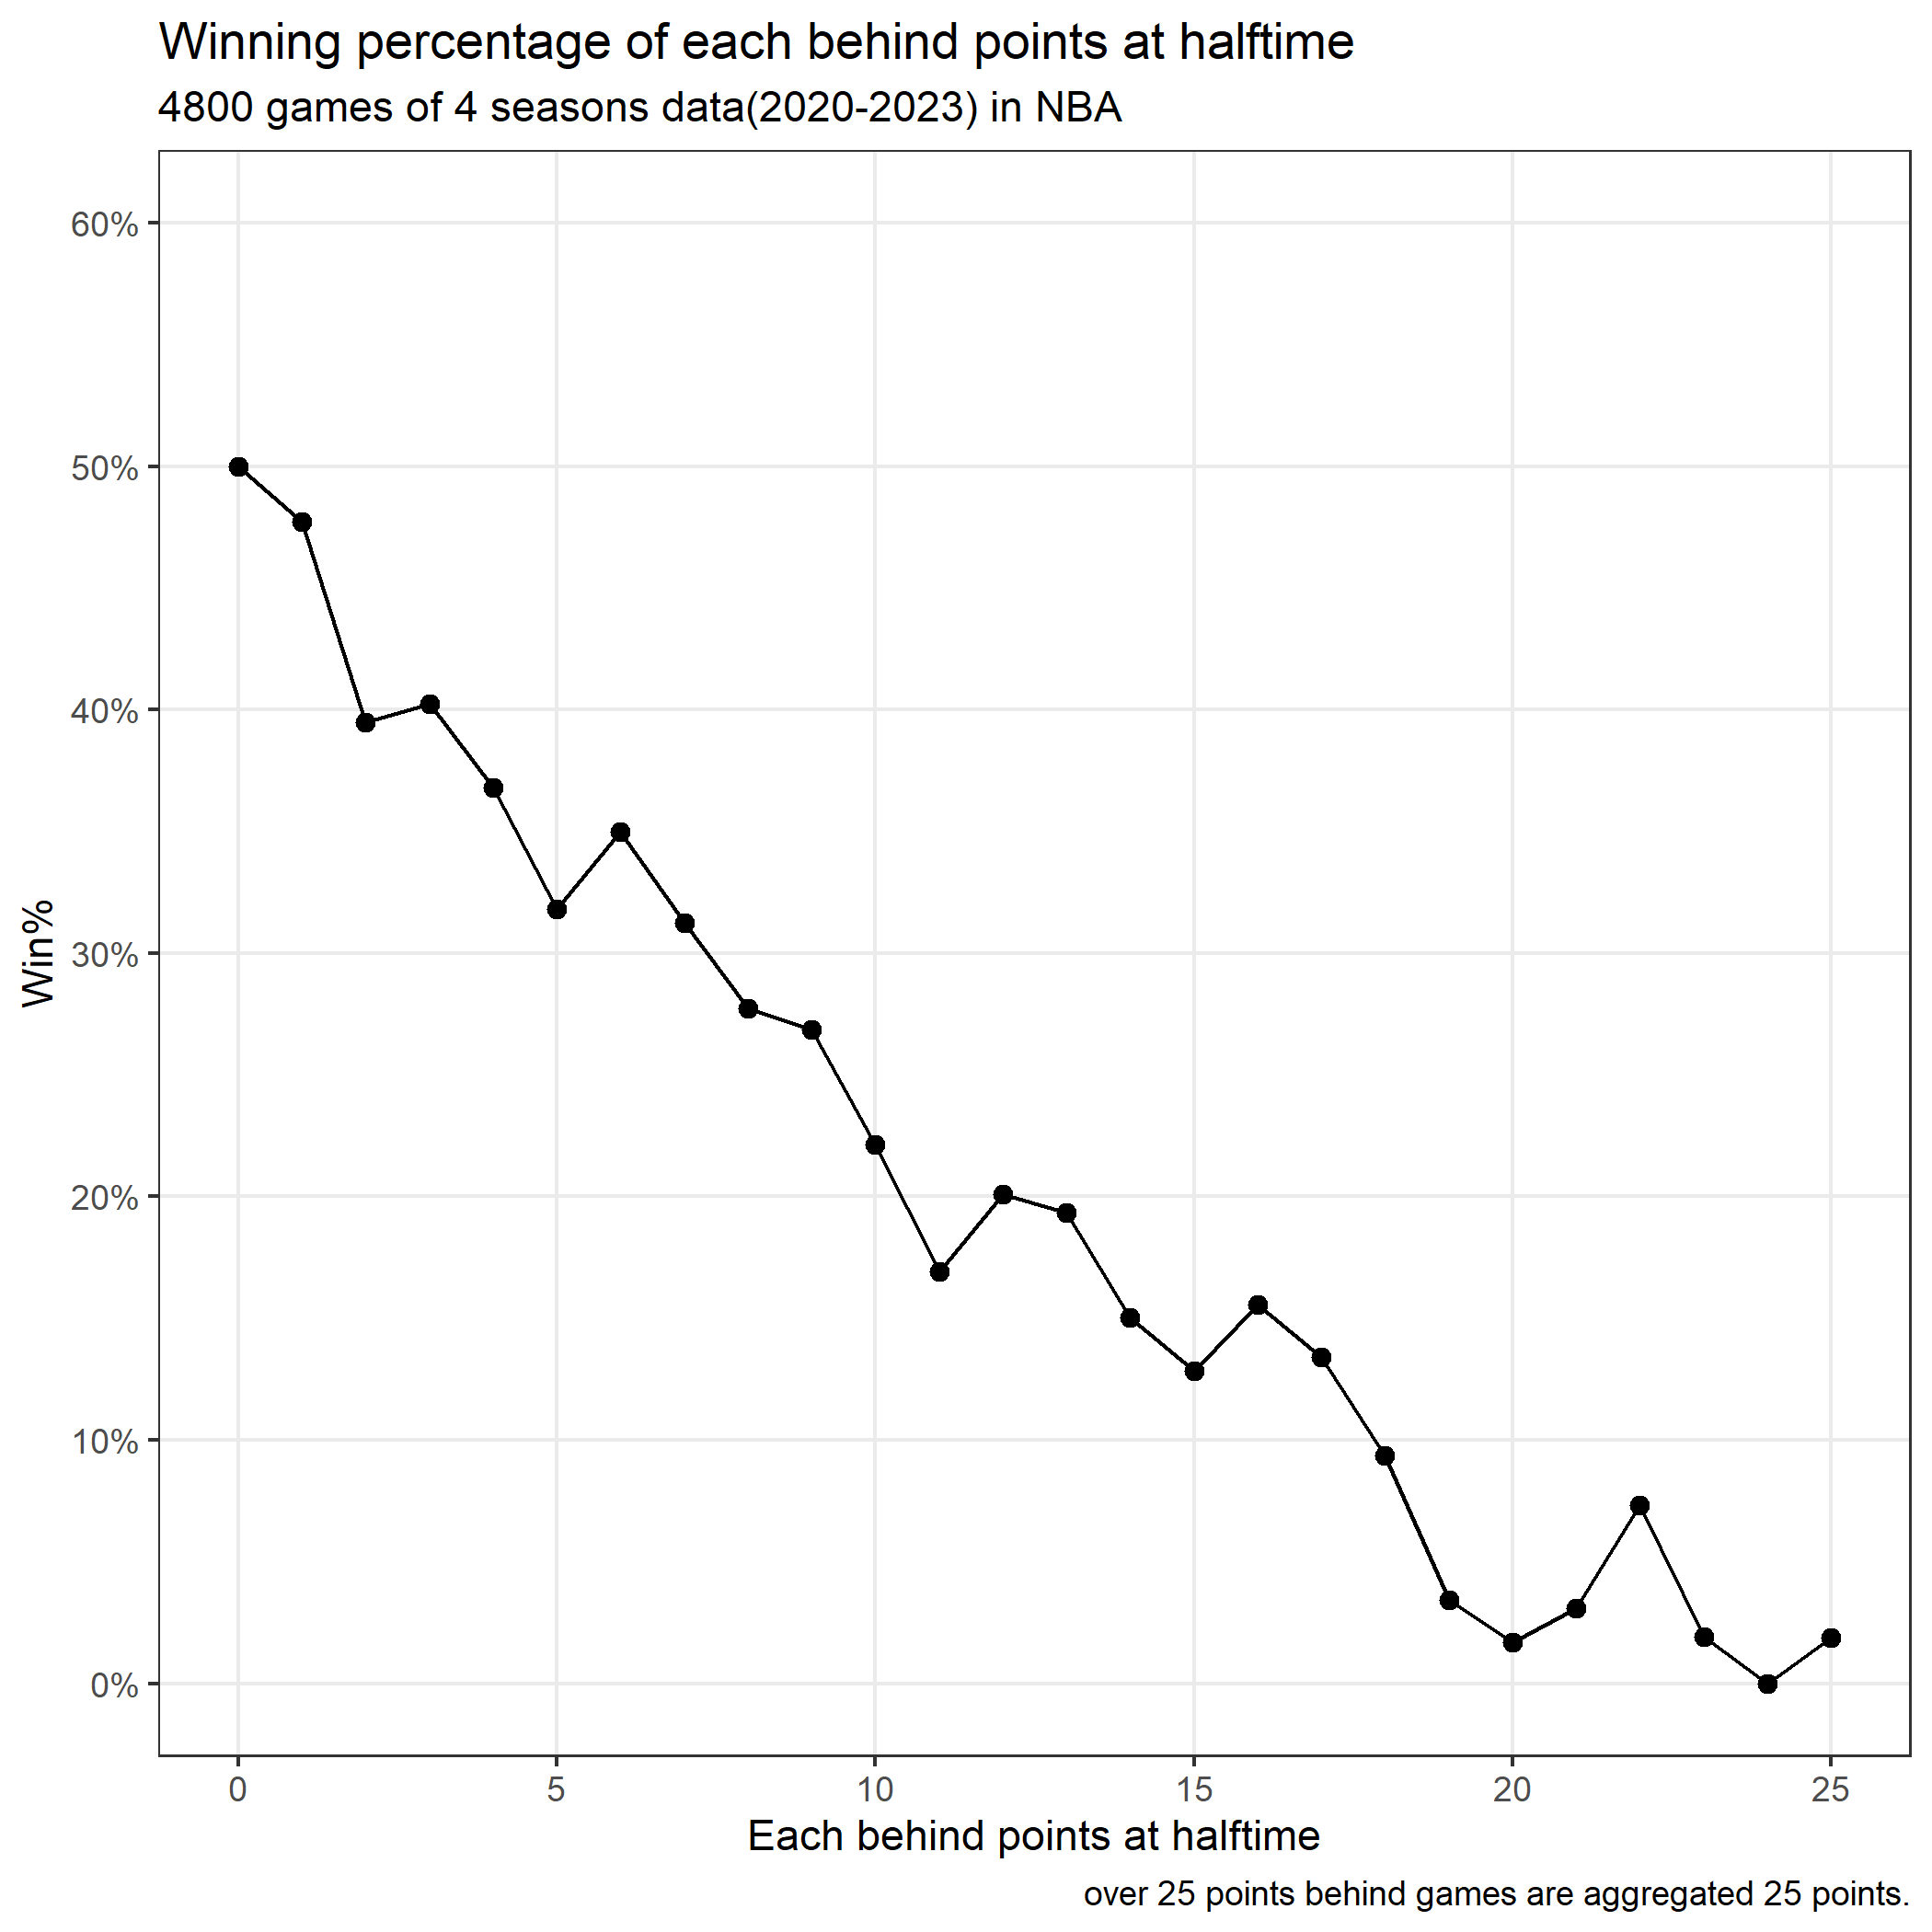 Winning percentage of each behind points at halftime
4800 games of 4 seasons data(2020-2023) in NBA
Win%
60%
50%
40%
30%
20%
10%
0%
0 5 10 15 20 25
Each behind points at halftime
over 25 points behind games are aggregated 25 points.